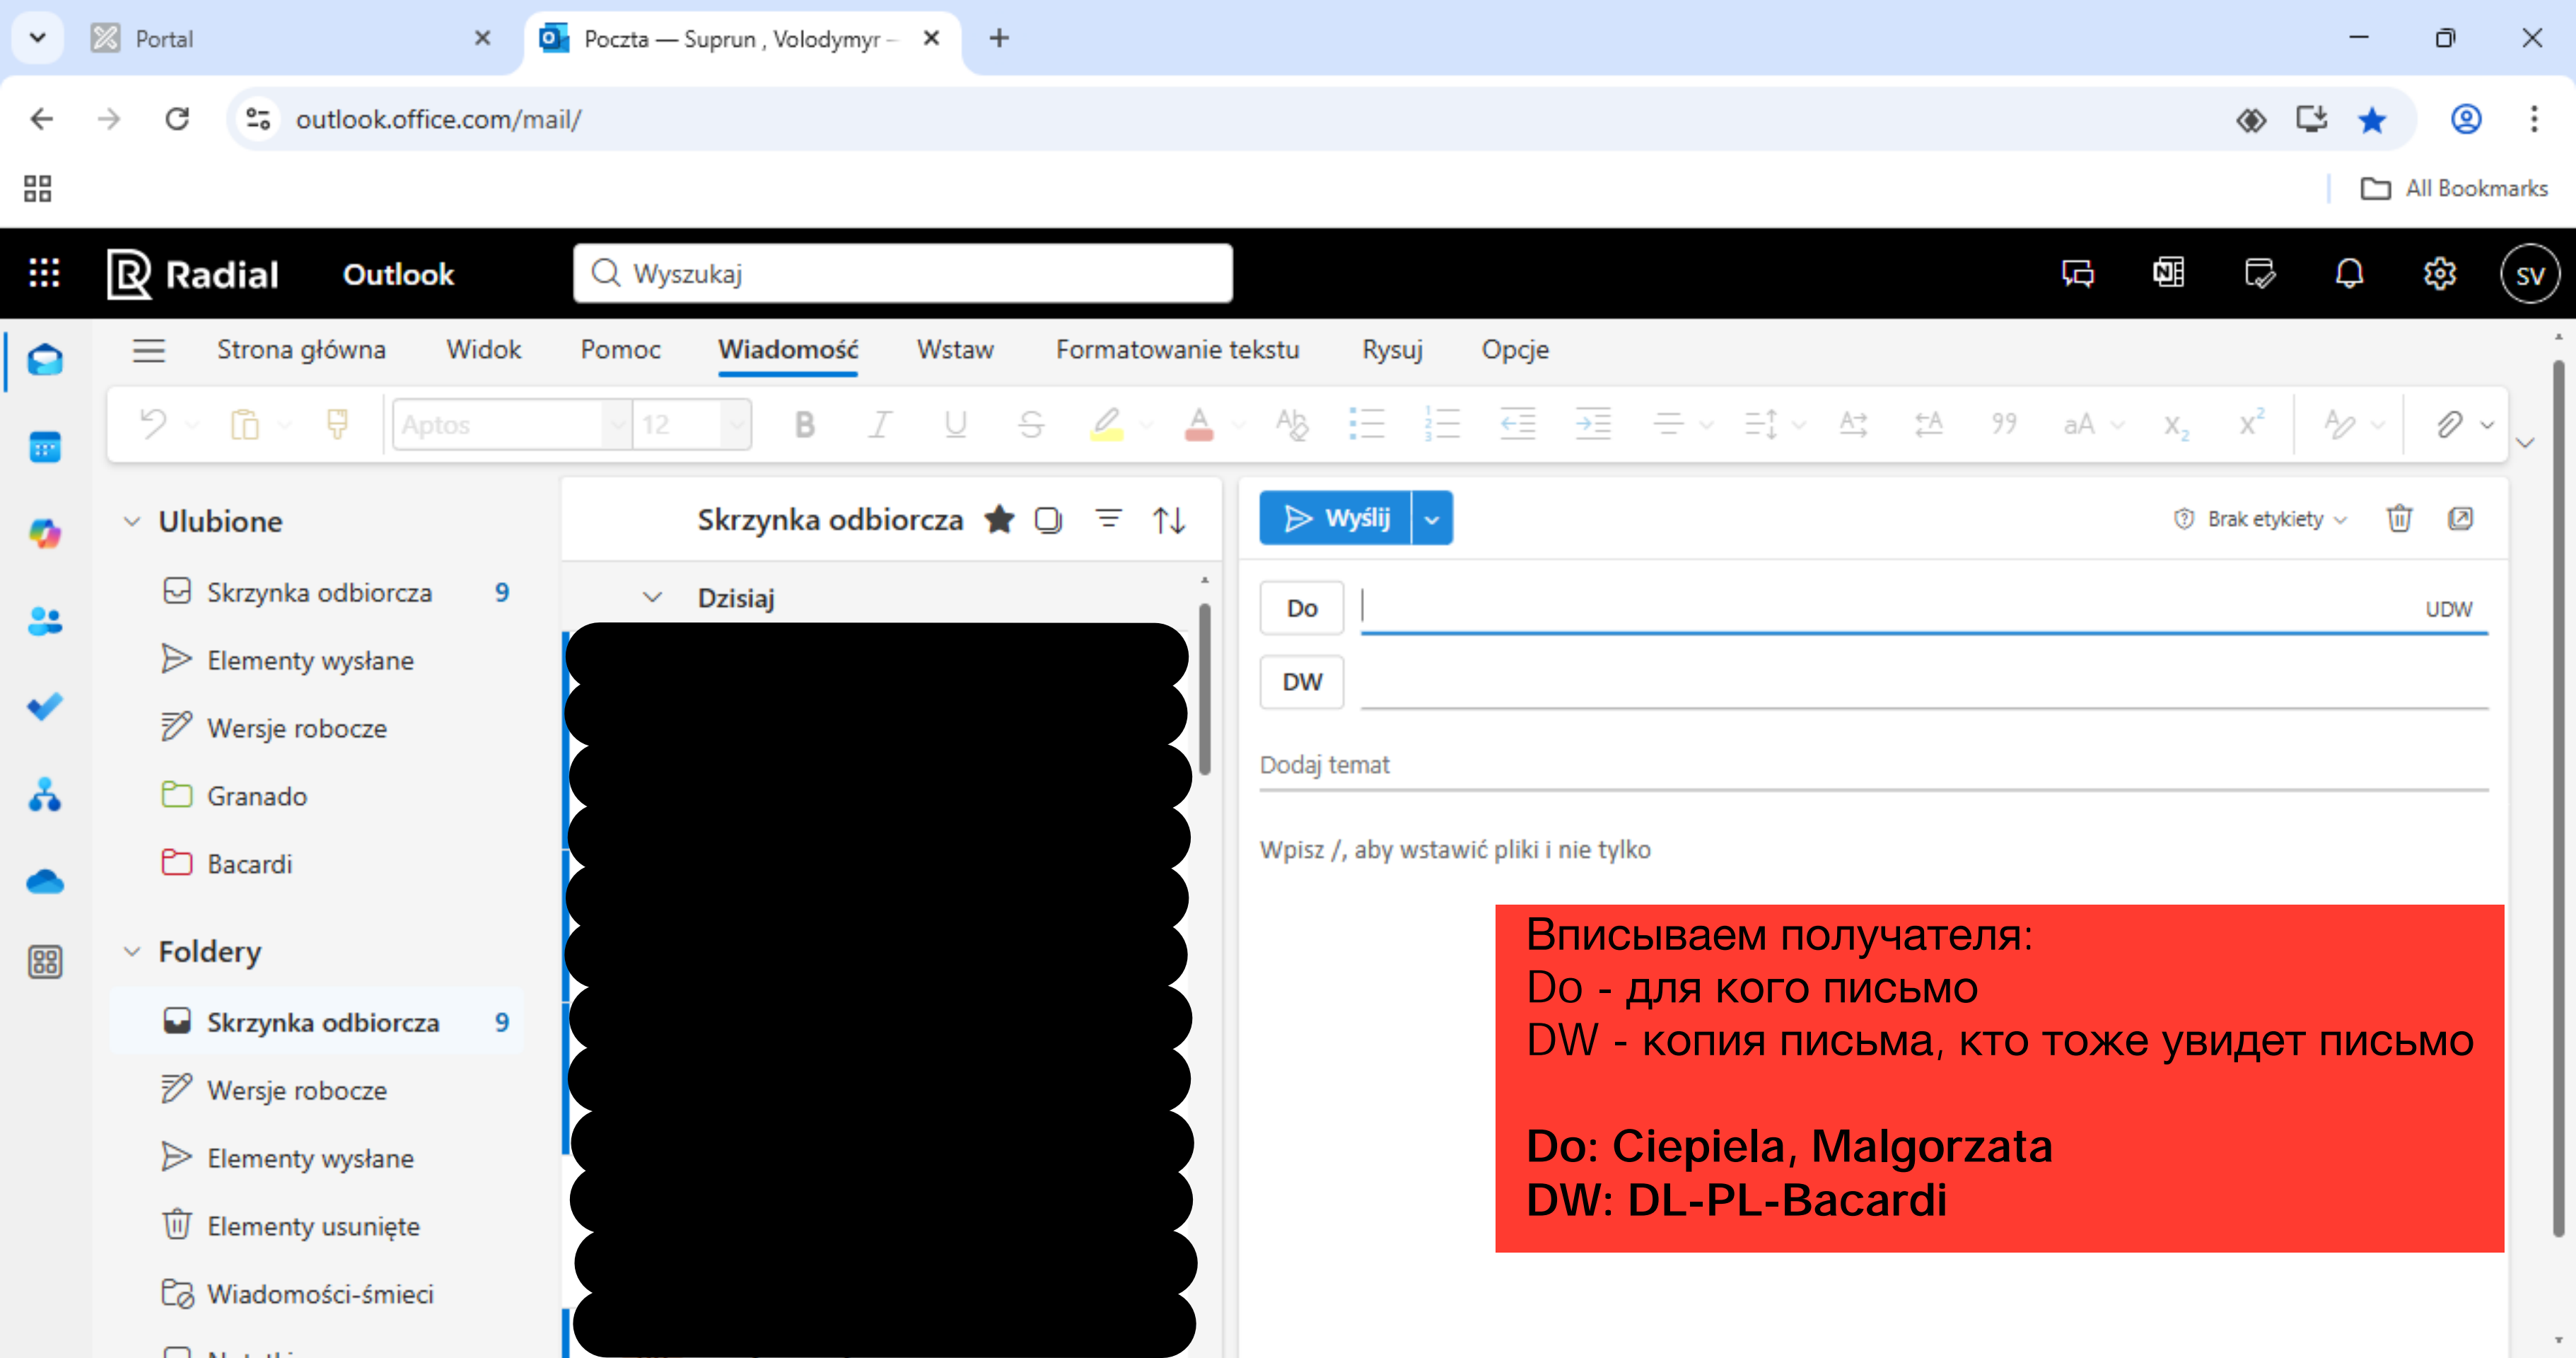 Portal
Poczta — Suprun , Volodymyr –
outlook.office.com/mail/
All Bookmarks
Radial
Outlook
Wyszukaj
SV
Strona główna
Widok
Pomoc
Wiadomość
Wstaw
Formatowanie tekstu
Rysuj
Opcje
Aptos
12
Ulubione
Skrzynka odbiorcza 9
Elementy wysłane
Wersje robocze
Granado
Bacardi
Foldery
Skrzynka odbiorcza 9
Wersje robocze
Elementy wysłane
Elementy usunięte
Wiadomości-śmieci
Skrzynka odbiorcza
Dzisiaj
Wyślij
Brak etykiety
Do
UDW
DW
Dodaj temat
Wpisz /, aby wstawić pliki i nie tylko
Вписываем получателя:
Do - для кого письмо
DW - копия письма, кто тоже увидет письмо
Do: Ciepiela, Malgorzata
DW: DL-PL-Bacardi